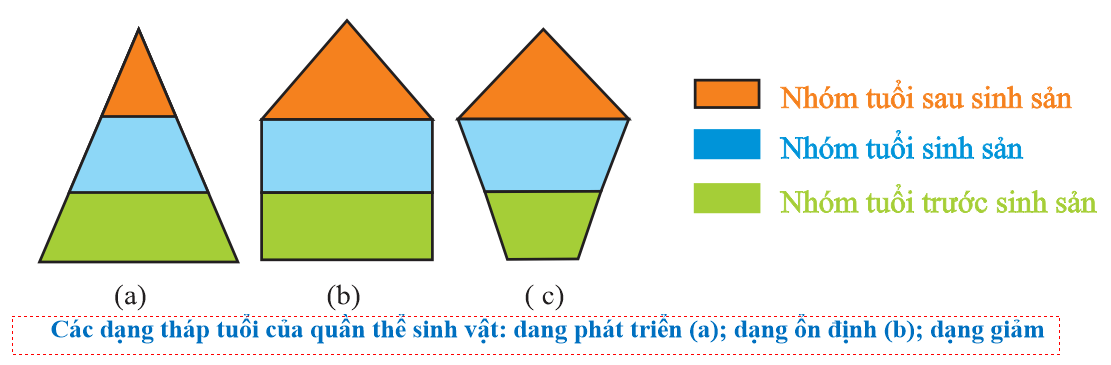 Nhóm tuổi sau sinh sản
Nhóm tuổi sinh sản
Nhóm tuổi trước sinh sản
(a)
(b)
( c)
Các dạng tháp tuổi của quần thể sinh vật: dang phát triển (a); dạng ổn định (b); dạng giảm